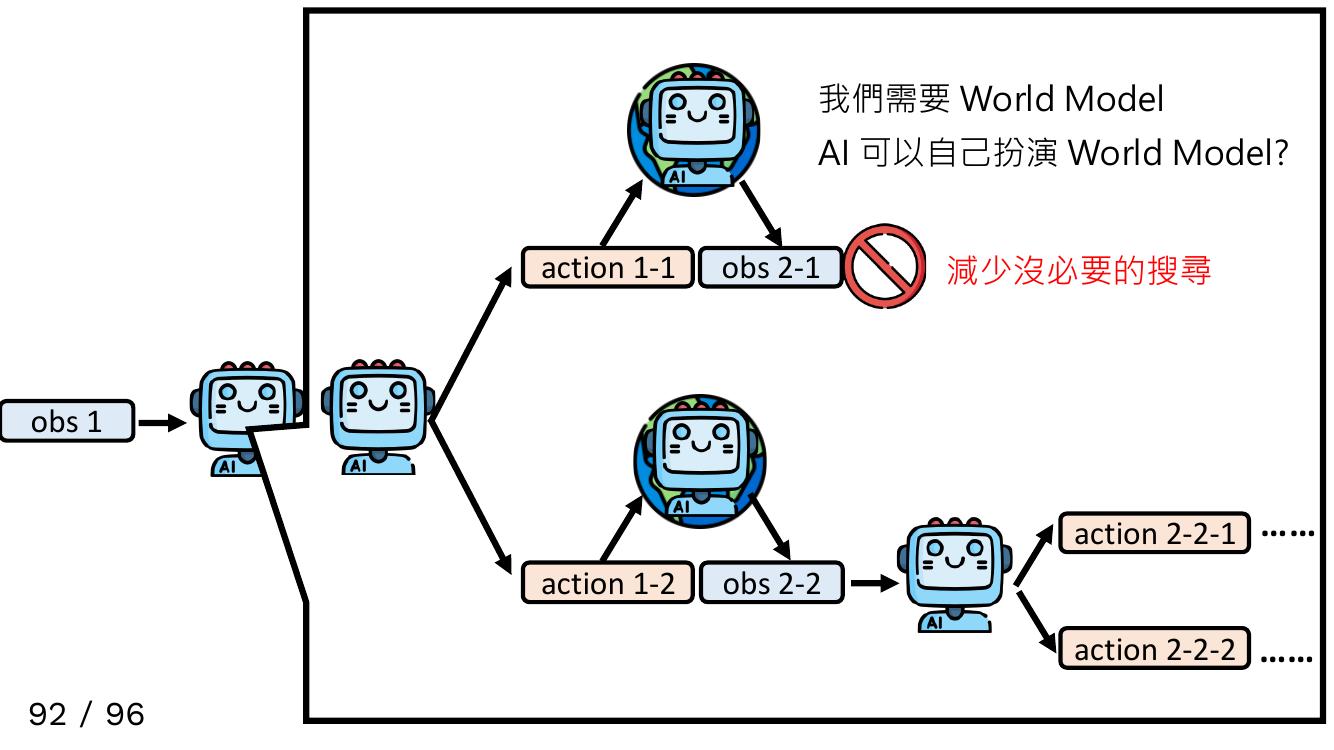 我們需要 World Model
AI 可以自己扮演 World Model?
AI
action 1-1
obs 2-1
減少沒必要的搜尋
obs 1
AI
AI
AI
action 1-2
obs 2-2
AI
action 2-2-1 ……
action 2-2-2 ……
92 / 96